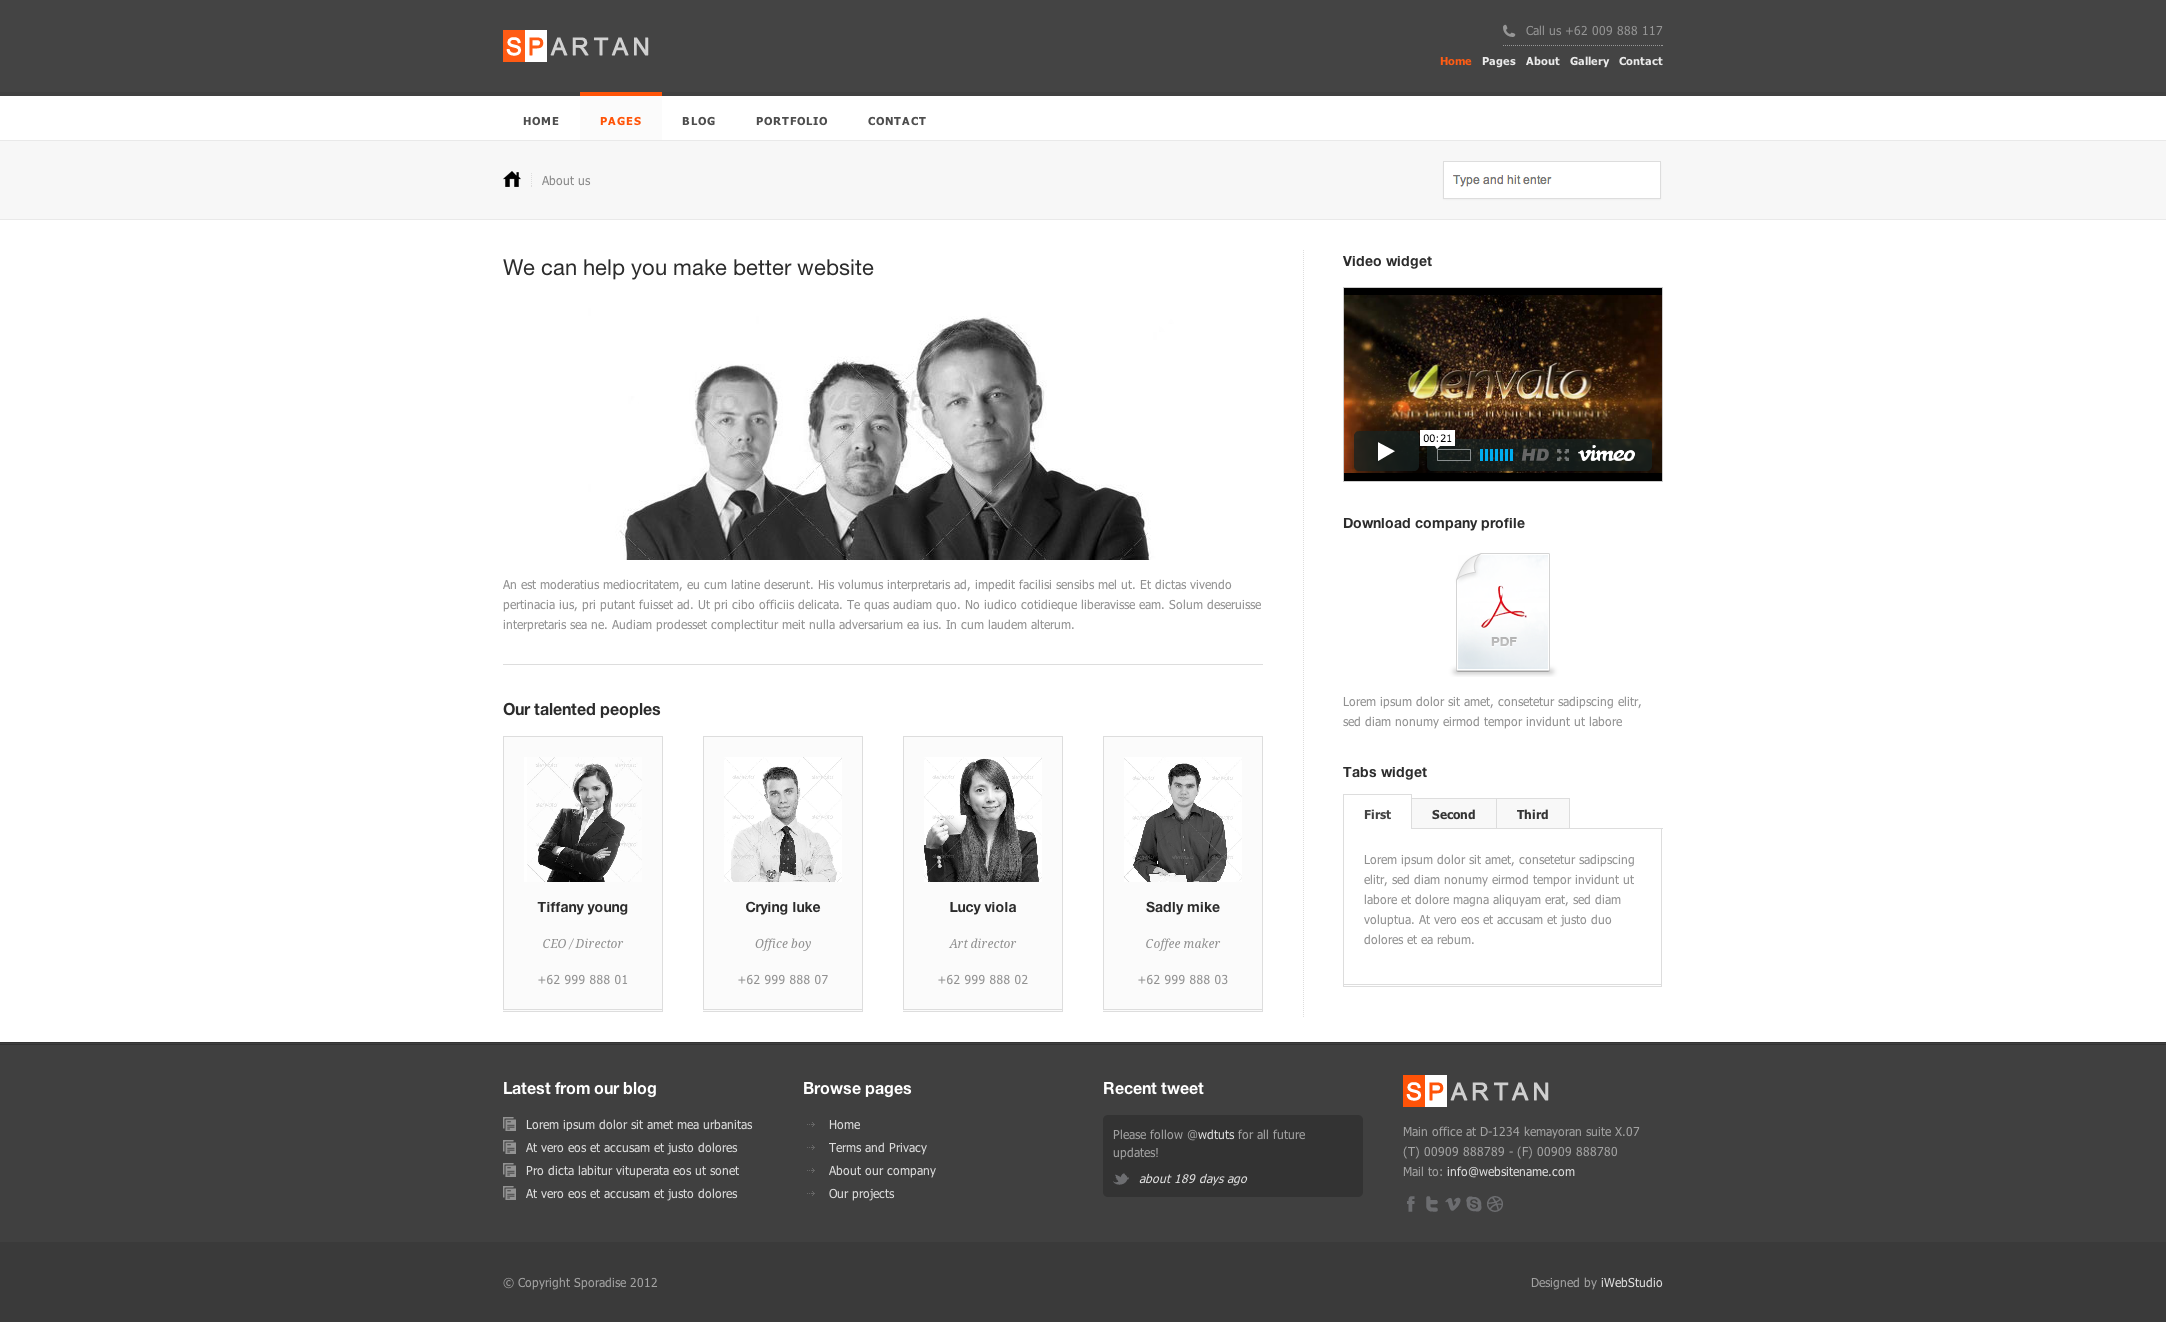 SPARTAN
Call us +62 009 888 117
Home Pages About Gallery Contact
HOME PAGES BLOG PORTFOLIO CONTACT
About us
Type and hit enter
We can help you make better website
An est moderatius mediocritatem, eu cum latine deserunt. His volumus interpretaris ad, impedit facilisi sensibs mel ut. Et dictas vivendo
pertinacia ius, pri putant fuisset ad. Ut pri cibo officiis delicata. Te quas audiam quo. No iudico cotidieque liberavisse eam. Solum deseruisse
interpretaris sea ne. Audiam prodesset complectitur meit nulla adversarium ea ius. In cum laudem alterum.
Our talented peoples
Tiffany young
CEO / Director
+62 999 888 01
Crying luke
Office boy
+62 999 888 07
Lucy viola
Art director
+62 999 888 02
Sadly mike
Coffee maker
+62 999 888 03
Video widget
envato
00:21
HD vimeo
Download company profile
PDF
Lorem ipsum dolor sit amet, consetetur sadipscing elitr,
sed diam nonumy eirmod tempor invidunt ut labore
Tabs widget
First Second Third
Lorem ipsum dolor sit amet, consetetur sadipscing
elitr, sed diam nonumy eirmod tempor invidunt ut
labore et dolore magna aliquyam erat, sed diam
voluptua. At vero eos et accusam et justo duo
dolores et ea rebum.
Latest from our blog
Lorem ipsum dolor sit amet mea urbanitas
At vero eos et accusam et justo dolores
Pro dicta labitur vituperata eos ut sonet
At vero eos et accusam et justo dolores
Browse pages
Home
Terms and Privacy
About our company
Our projects
Recent tweet
Please follow @wdtuts for all future
updates!
about 189 days ago
SPARTAN
Main office at D-1234 kemayoran suite X.07
(T) 00909 888789 - (F) 00909 888780
Mail to: info@websitename.com
© Copyright Sporadise 2012
Designed by iWebStudio